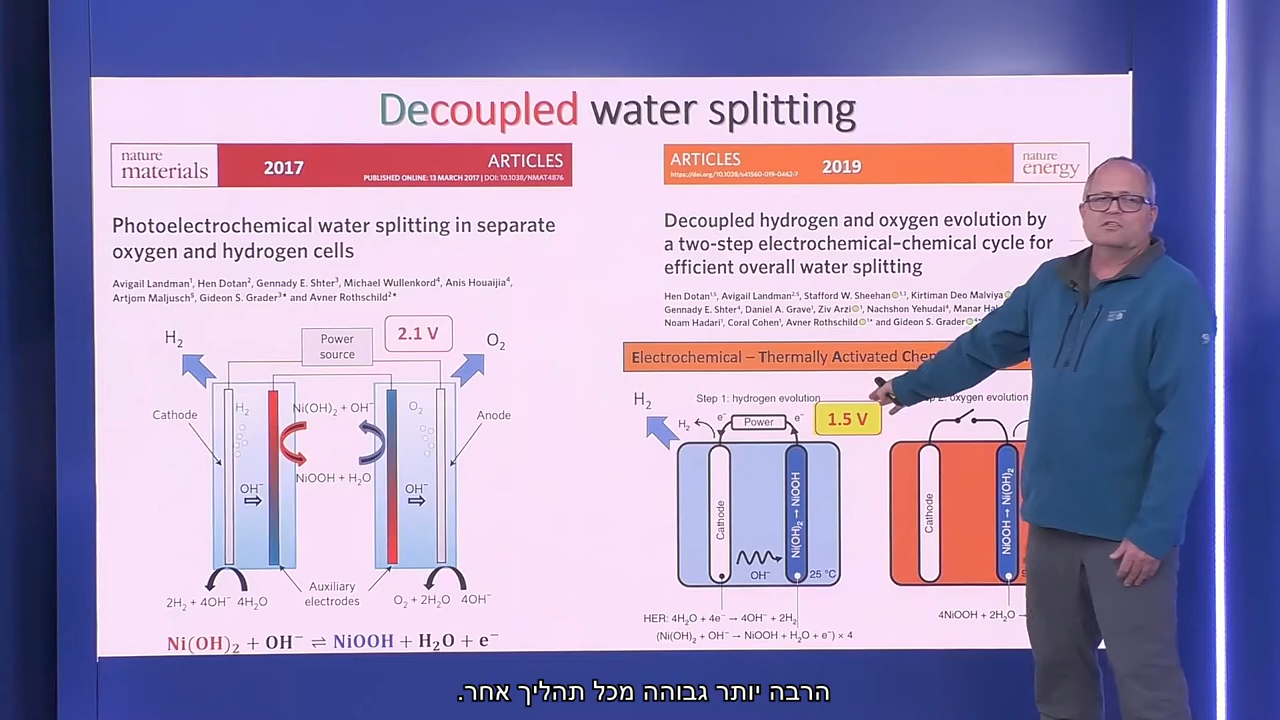 Decoupled water splitting
nature
materials
2017
ARTICLES
PUBLISHED ONLINE: 13 MARCH 2017 | DOI: 10.1038/NMAT4876
Photoelectrochemical water splitting in separate
oxygen and hydrogen cells
Avigail Landman¹, Hen Dotan², Gennady E. Shter³, Michael Wullenkord⁴, Anis Houaijia⁴,
Artjom Maljusch⁵, Gideon S. Grader³* and Avner Rothschild²*
H₂
Power
source
2.1 V
O₂
Cathode
H₂
Ni(OH)₂ + OH⁻
O₂
Anode
NiOOH + H₂O
OH⁻
OH⁻
Auxiliary
electrodes
2H₂ + 4OH⁻ 4H₂O
O₂ + 2H₂O 4OH⁻
Ni(OH)₂ + OH⁻ ⇌ NiOOH + H₂O + e⁻
ARTICLES
https://doi.org/10.1038/s41560-019-0462-7
2019
nature
energy
Decoupled hydrogen and oxygen evolution by
a two-step electrochemical–chemical cycle for
efficient overall water splitting
Hen Dotan, Avigail Landman, Stafford W. Sheehan, Kirtiman Deo Malviya
Gennady E. Shter, Daniel A. Grave, Ziv Arzi, Nachshon Yehudai, Manar
Noam Hadari, Coral Cohen, Avner Rothschild and Gideon S. Grader
Electrochemical – Thermally Activated
H₂
Step 1: hydrogen evolution
oxygen evolution
H₂
e⁻
Power
e⁻
1.5 V
Cathode
Ni(OH)₂ → NiOOH
OH⁻
25 °C
Cathode
NiOOH → Ni(OH)₂
HER: 4H₂O + 4e⁻ → 4OH⁻ + 2H₂
(Ni(OH)₂ + OH⁻ → NiOOH + H₂O + e⁻) × 4
4NiOOH + 2H₂O →
הרבה יותר גבוהה מכל תהליך אחר.